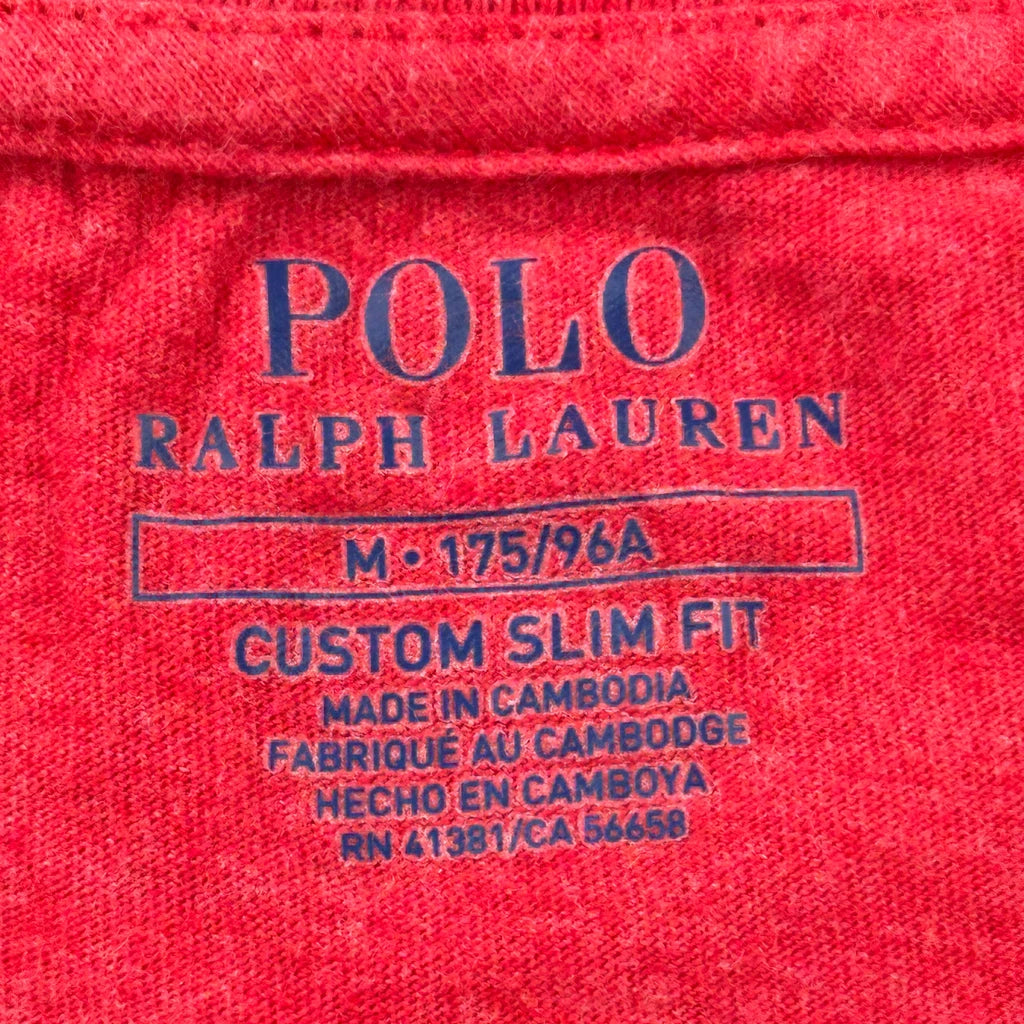 POLO
RALPH LAUREN
M • 175/96A
CUSTOM SLIM FIT
MADE IN CAMBODIA
FABRIQUÉ AU CAMBODGE
HECHO EN CAMBOYA
RN 41381/CA 56658